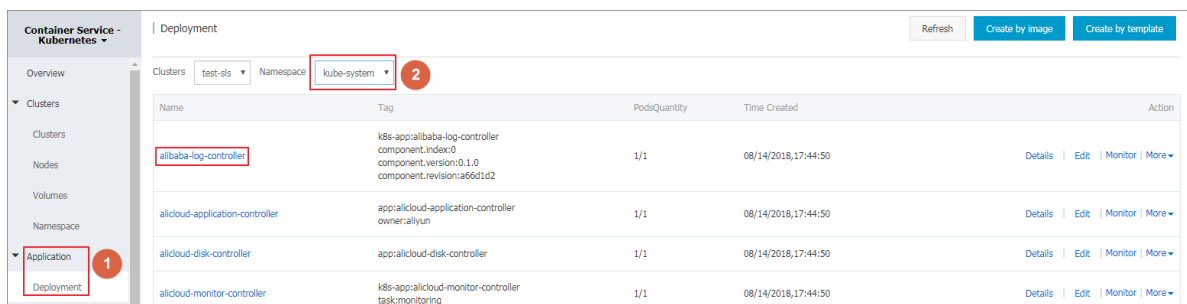 Container Service -
Kubernetes
Overview
Clusters
Clusters
Nodes
Volumes
Namespace
Application
1
Deployment
Deployment
Refresh
Create by image
Create by template
Clusters
test-sls
Namespace
kube-system
2
Name Tag PodsQuantity Time Created Action
k8s-app:alibaba-log-controller
component.index:0
alibaba-log-controller 1/1 08/14/2018,17:44:50 Details | Edit | Monitor | More
component.version:0.1.0
component.revision:a66d1d2
app:alicloud-application-controller
alicloud-application-controller 1/1 08/14/2018,17:44:50 Details | Edit | Monitor | More
owner:aliyun
alicloud-disk-controller app:alicloud-disk-controller 1/1 08/14/2018,17:44:50 Details | Edit | Monitor | More
k8s-app:alicloud-monitor-controller
alicloud-monitor-controller 1/1 08/14/2018,17:44:50 Details | Edit | Monitor | More
task:monitoring